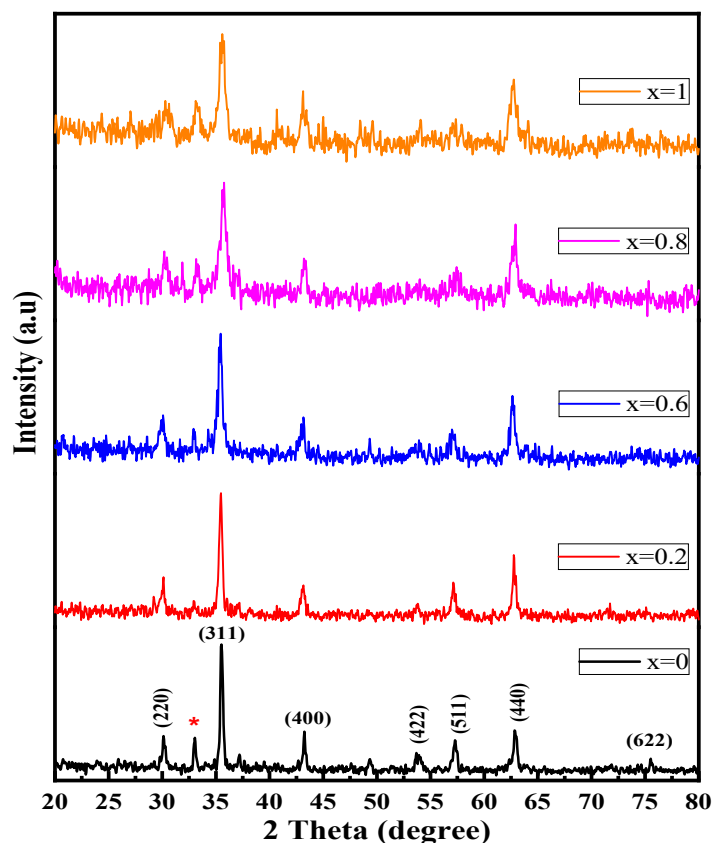 x=1
x=0.8
x=0.6
x=0.2
x=0
(311)
(220)
*
(400)
(422)
(511)
(440)
(622)
Intensity (a.u)
20 25 30 35 40 45 50 55 60 65 70 75 80
2 Theta (degree)